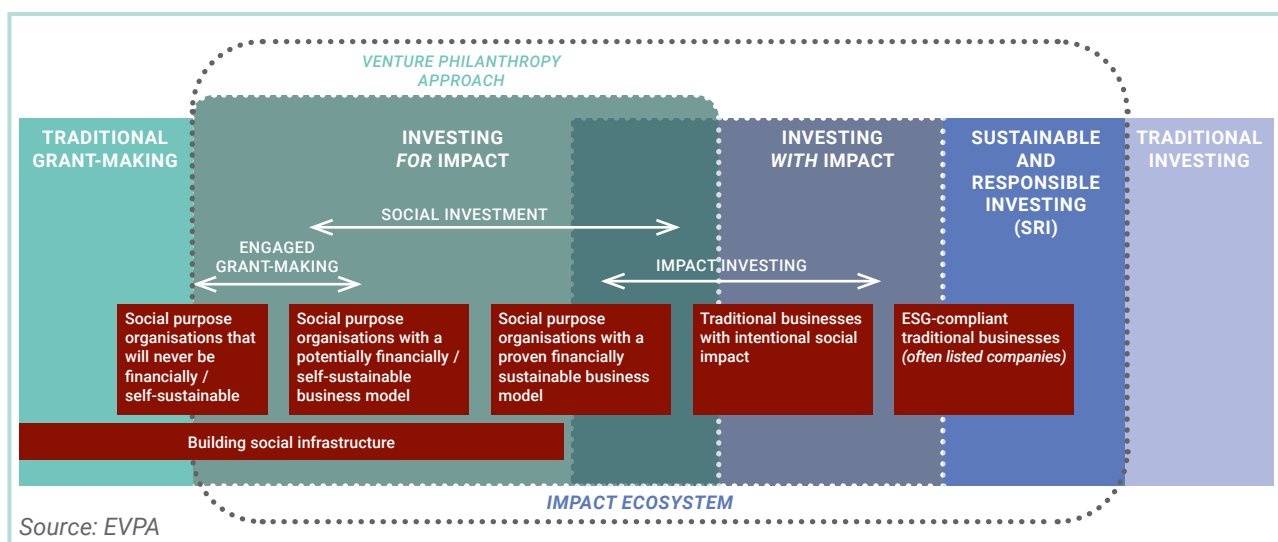 VENTURE PHILANTHROPY
APPROACH
TRADITIONAL
GRANT-MAKING
INVESTING
FOR IMPACT
INVESTING
WITH IMPACT
SUSTAINABLE
AND
RESPONSIBLE
INVESTING
(SRI)
TRADITIONAL
INVESTING
SOCIAL INVESTMENT
ENGAGED
GRANT-MAKING
IMPACT INVESTING
Social purpose
organisations that
will never be
financially /
self-sustainable
Social purpose
organisations with a
potentially financially /
self-sustainable
business model
Social purpose
organisations with a
proven financially
sustainable business
model
Traditional businesses
with intentional social
impact
ESG-compliant
traditional businesses
(often listed companies)
Building social infrastructure
IMPACT ECOSYSTEM
Source: EVPA